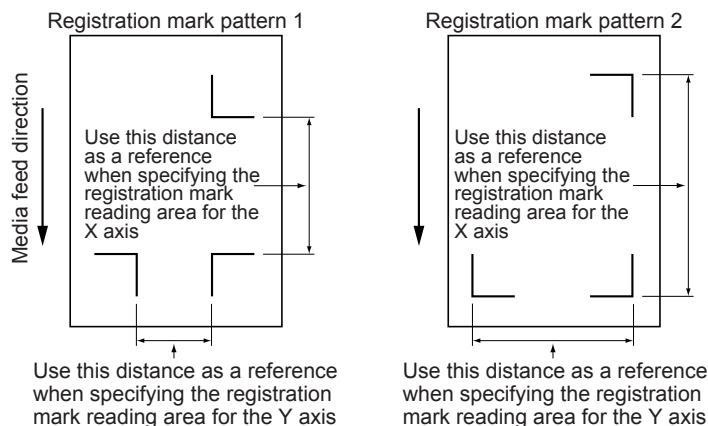 Registration mark pattern 1
Media feed direction
Use this distance
as a reference
when specifying the
registration mark
reading area for the
X axis
Use this distance as a reference
when specifying the registration
mark reading area for the Y axis
Registration mark pattern 2
Use this distance
as a reference
when specifying the
registration mark
reading area for the
X axis
Use this distance as a reference
when specifying the registration
mark reading area for the Y axis